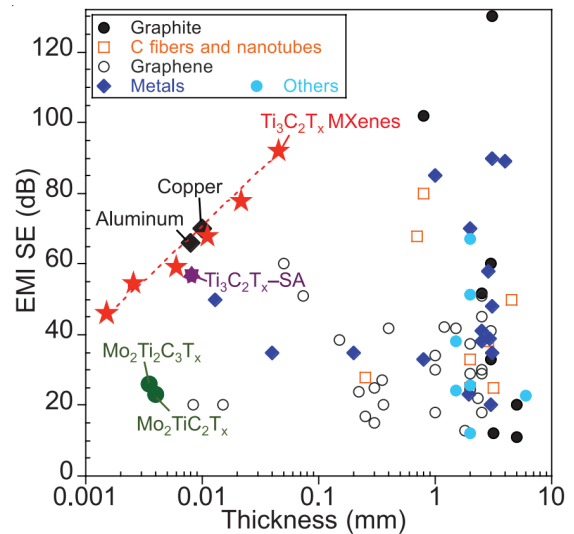 Graphite
C fibers and nanotubes
Graphene
Metals Others
Ti₃C₂Tₓ MXenes
Copper
Aluminum
Ti₃C₂Tₓ–SA
Mo₂Ti₂C₃Tₓ
Mo₂TiC₂Tₓ
EMI SE (dB)
120
100
80
60
40
20
0
0.001 0.01 0.1 1 10
Thickness (mm)